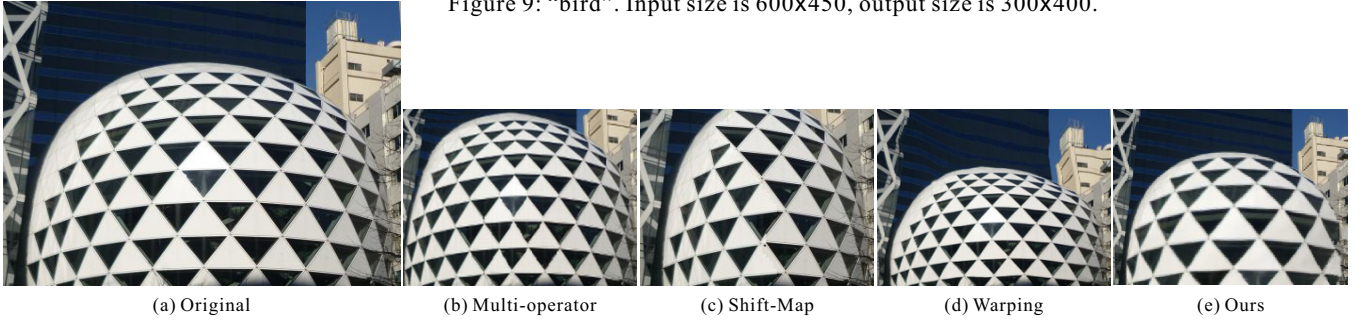 Figure 9: “bird”. Input size is 600x450, output size is 300x400.
(a) Original
(b) Multi-operator
(c) Shift-Map
(d) Warping
(e) Ours